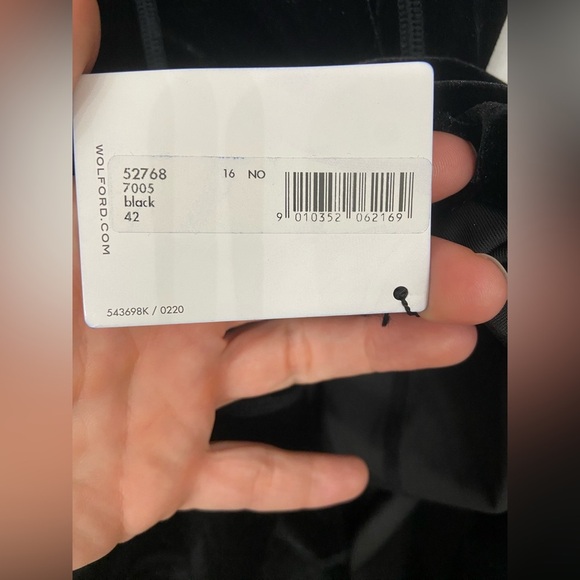 WOLFORD.COM
52768 16 NO
7005
black
42
9 010352 062169
543698K / 0220